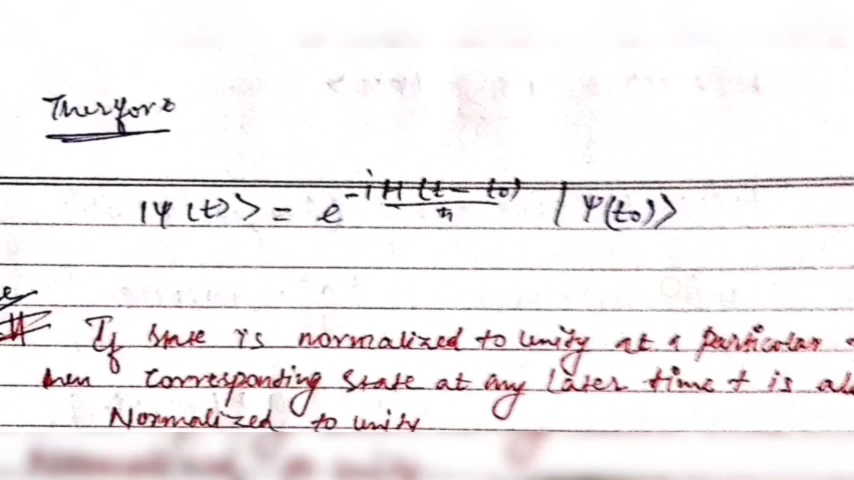 Therefore
|ψ(t)> = e^{-iH(t-t₀)/ħ} |ψ(t₀)>
If state is normalized to unity at a particular
then corresponding state at any later time t is al
Normalized to unity